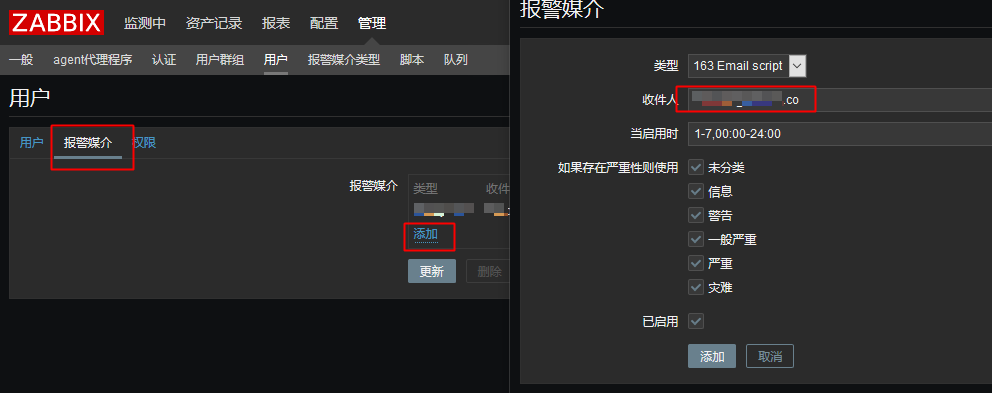 ZABBIX 监测中 资产记录 报表 配置 管理
一般 agent代理程序 认证 用户群组 用户 报警媒介类型 脚本 队列
用户
用户 报警媒介 权限
报警媒介 类型 收件
添加
更新 删除
报警媒介
类型 163 Email script
收件人 .co
当启用时 1-7,00:00-24:00
如果存在严重性则使用 未分类
信息
警告
一般严重
严重
灾难
已启用
添加 取消